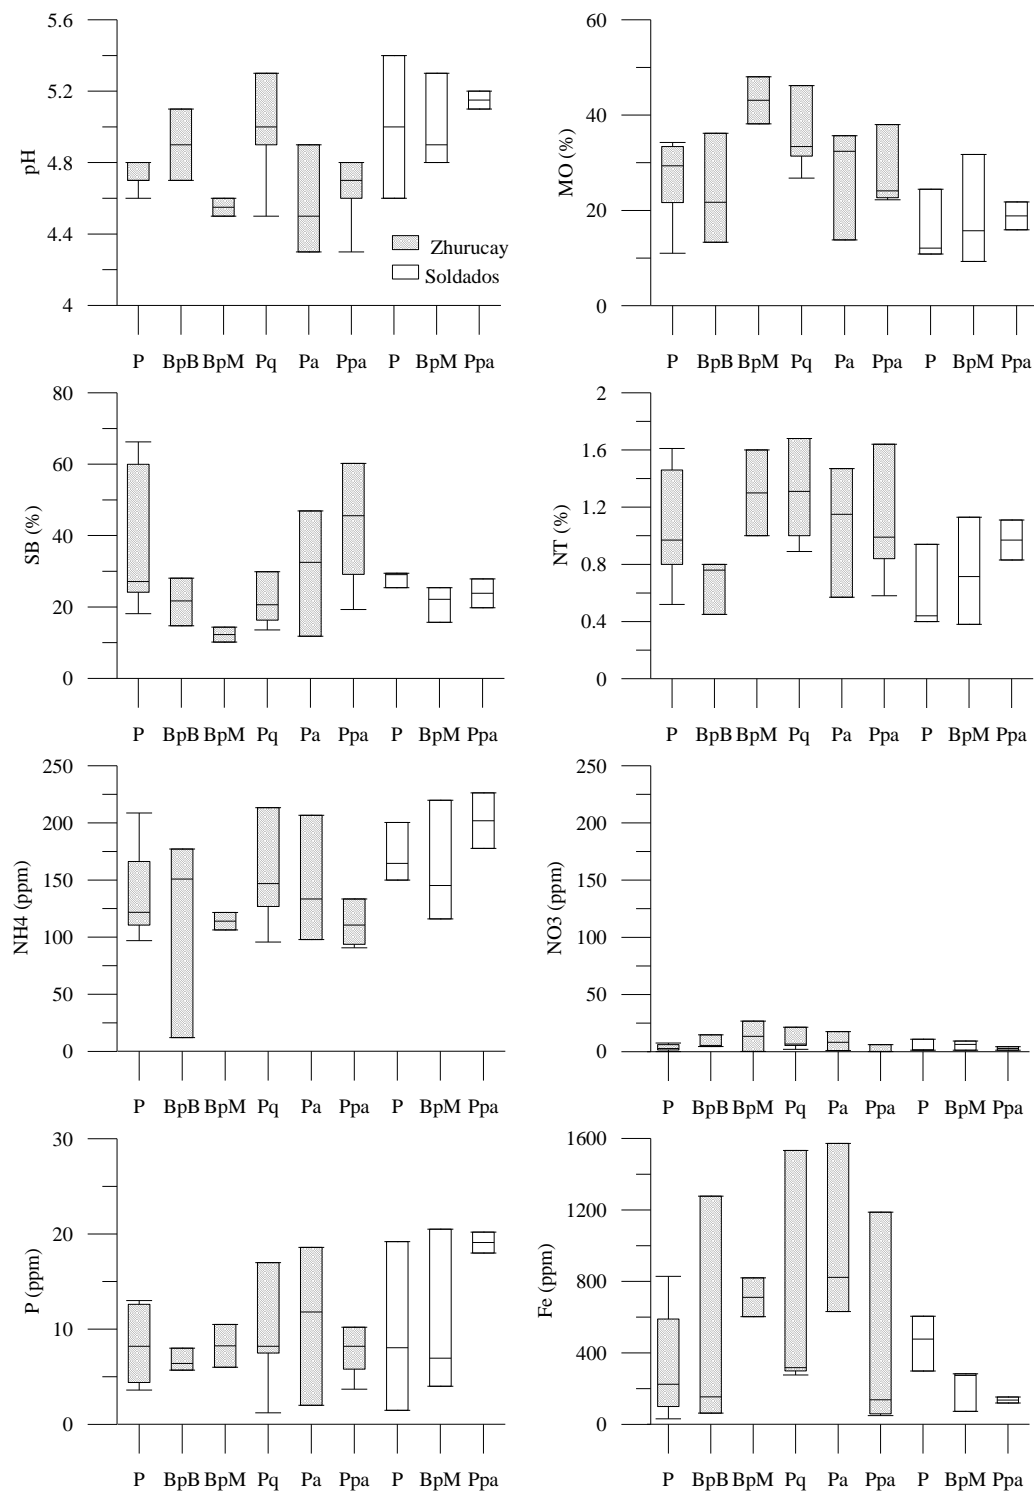 5.6
5.2
4.8
4.4
4
pH
Zhurucay
Soldados
P BpB BpM Pq Pa Ppa P BpM Ppa
60
40
20
0
MO (%)
P BpB BpM Pq Pa Ppa P BpM Ppa
80
60
40
20
0
SB (%)
P BpB BpM Pq Pa Ppa P BpM Ppa
2
1.6
1.2
0.8
0.4
0
NT (%)
P BpB BpM Pq Pa Ppa P BpM Ppa
250
200
150
100
50
0
NH4 (ppm)
P BpB BpM Pq Pa Ppa P BpM Ppa
250
200
150
100
50
0
NO3 (ppm)
P BpB BpM Pq Pa Ppa P BpM Ppa
30
20
10
0
P (ppm)
P BpB BpM Pq Pa Ppa P BpM Ppa
1600
1200
800
400
0
Fe (ppm)
P BpB BpM Pq Pa Ppa P BpM Ppa